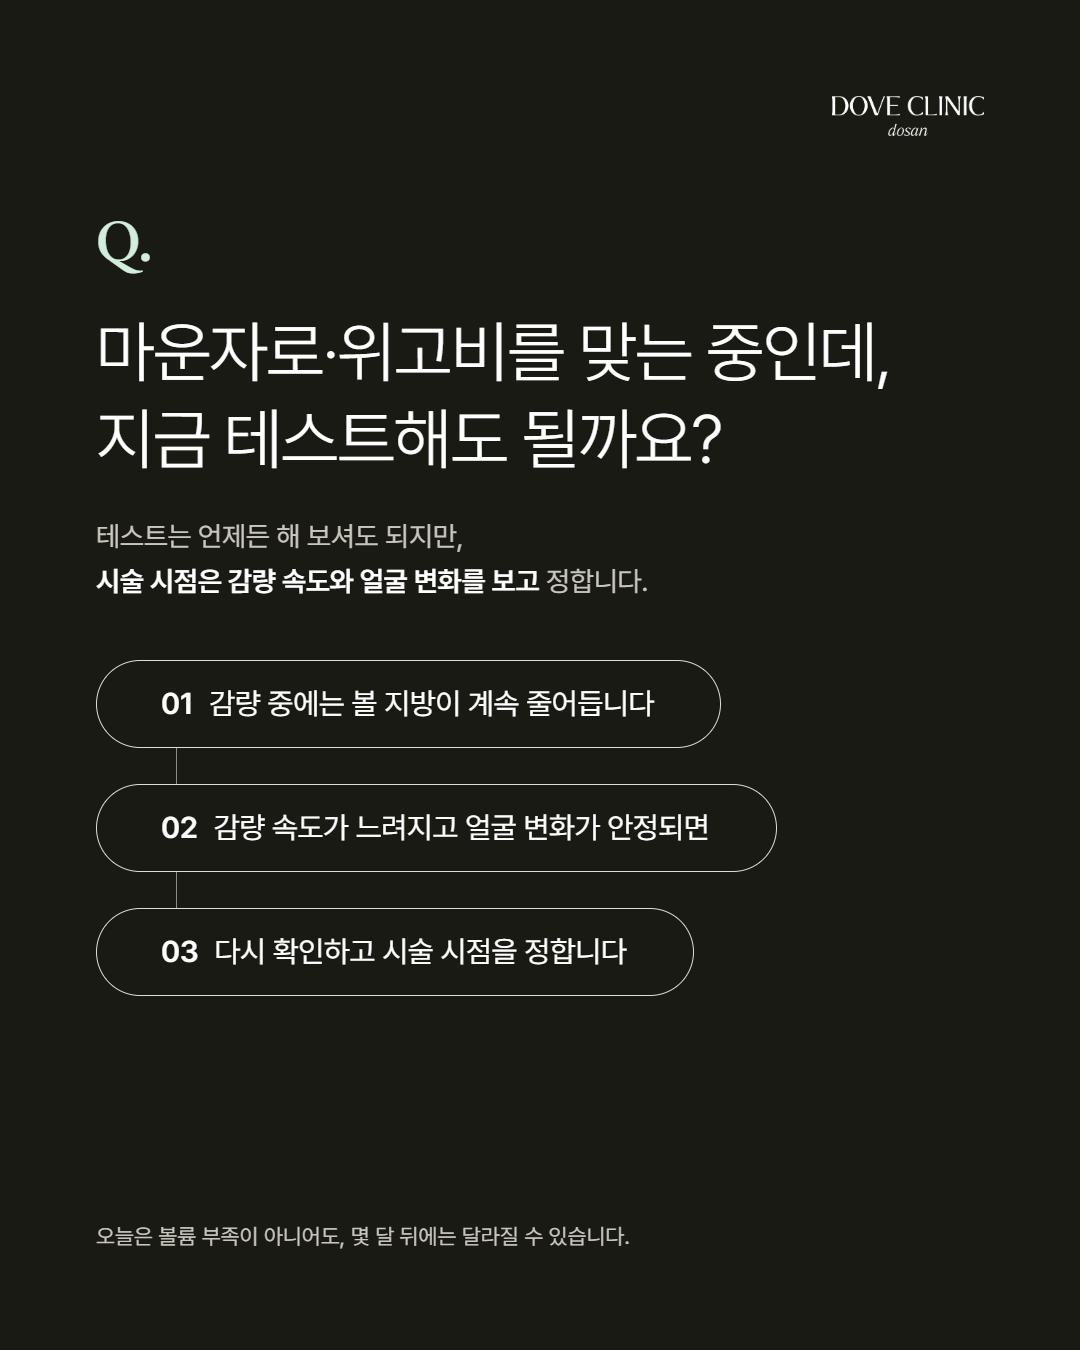 DOVE CLINIC
dosan
Q.
마운자로·위고비를 맞는 중인데,
지금 테스트해도 될까요?
테스트는 언제든 해 보셔도 되지만,
시술 시점은 감량 속도와 얼굴 변화를 보고 정합니다.
01 감량 중에는 볼 지방이 계속 줄어듭니다
02 감량 속도가 느려지고 얼굴 변화가 안정되면
03 다시 확인하고 시술 시점을 정합니다
오늘은 볼륨 부족이 아니어도, 몇 달 뒤에는 달라질 수 있습니다.